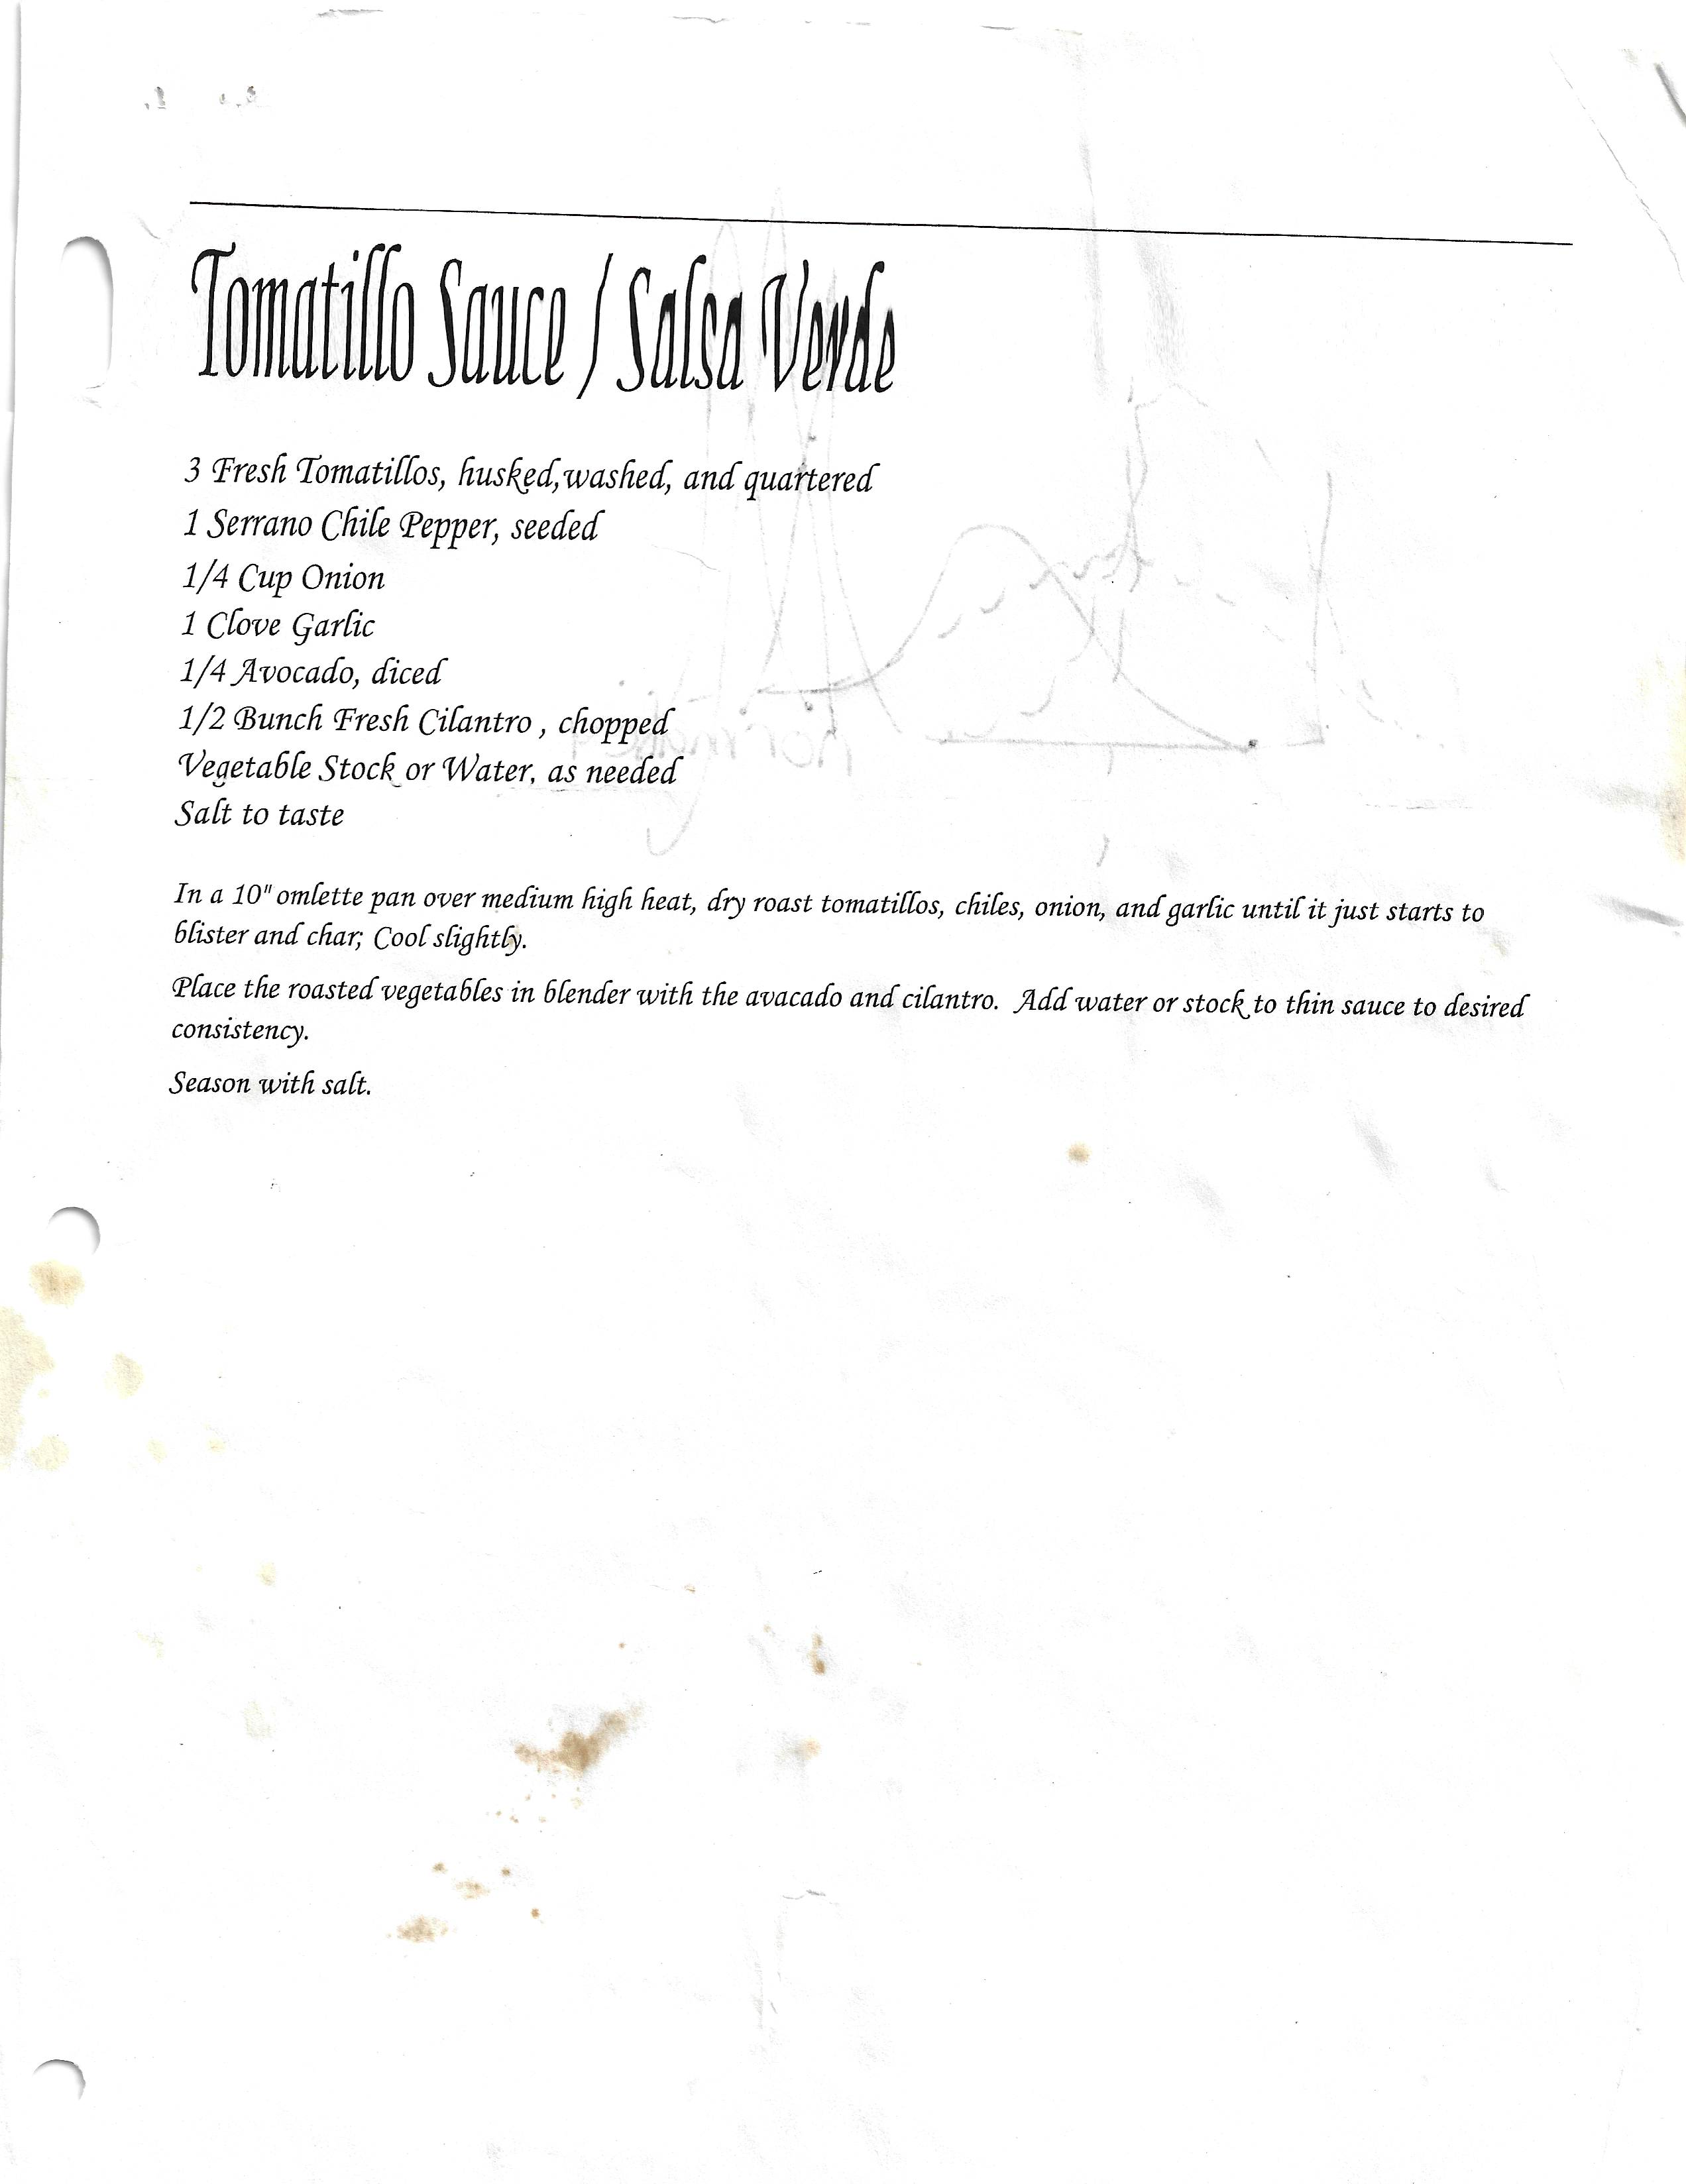 Tomatillo Sauce / Salsa Verde
3 Fresh Tomatillos, husked,washed, and quartered
1 Serrano Chile Pepper, seeded
1/4 Cup Onion
1 Clove Garlic
1/4 Avocado, diced
1/2 Bunch Fresh Cilantro , chopped
Vegetable Stock or Water, as needed
Salt to taste
In a 10" omlette pan over medium high heat, dry roast tomatillos, chiles, onion, and garlic until it just starts to
blister and char; Cool slightly.
Place the roasted vegetables in blender with the avacado and cilantro.  Add water or stock to thin sauce to desired
consistency.
Season with salt.